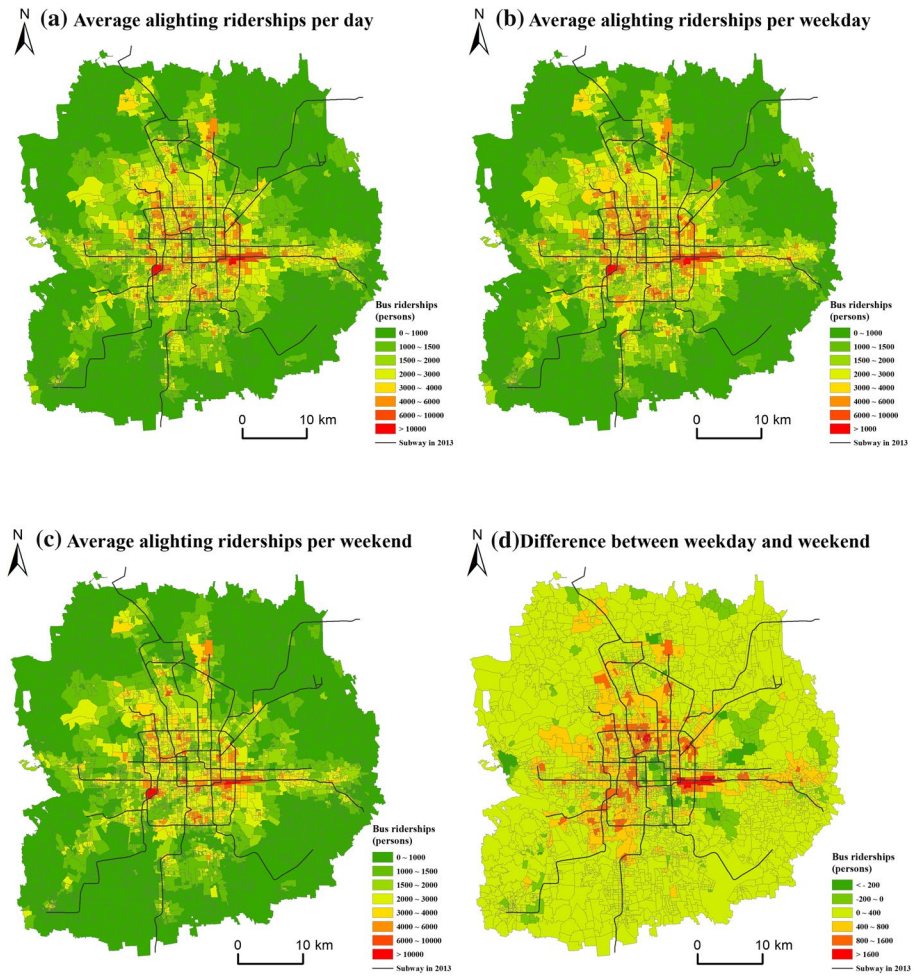 N
(a) Average alighting riderships per day
Bus riderships
(persons)
0 ~ 1000
1000 ~ 1500
1500 ~ 2000
2000 ~ 3000
3000 ~ 4000
4000 ~ 6000
6000 ~ 10000
> 10000
Subway in 2013
0 10 km
N
(b) Average alighting riderships per weekday
Bus riderships
(persons)
0 ~ 1000
1000 ~ 1500
1500 ~ 2000
2000 ~ 3000
3000 ~ 4000
4000 ~ 6000
6000 ~ 10000
> 1000
Subway in 2013
0 10 km
N
(c) Average alighting riderships per weekend
Bus riderships
(persons)
0 ~ 1000
1000 ~ 1500
1500 ~ 2000
2000 ~ 3000
3000 ~ 4000
4000 ~ 6000
6000 ~ 10000
> 10000
Subway in 2013
0 10 km
N
(d)Difference between weekday and weekend
Bus riderships
(persons)
< - 200
-200 ~ 0
0 ~ 400
400 ~ 800
800 ~ 1600
> 1600
Subway in 2013
0 10 km